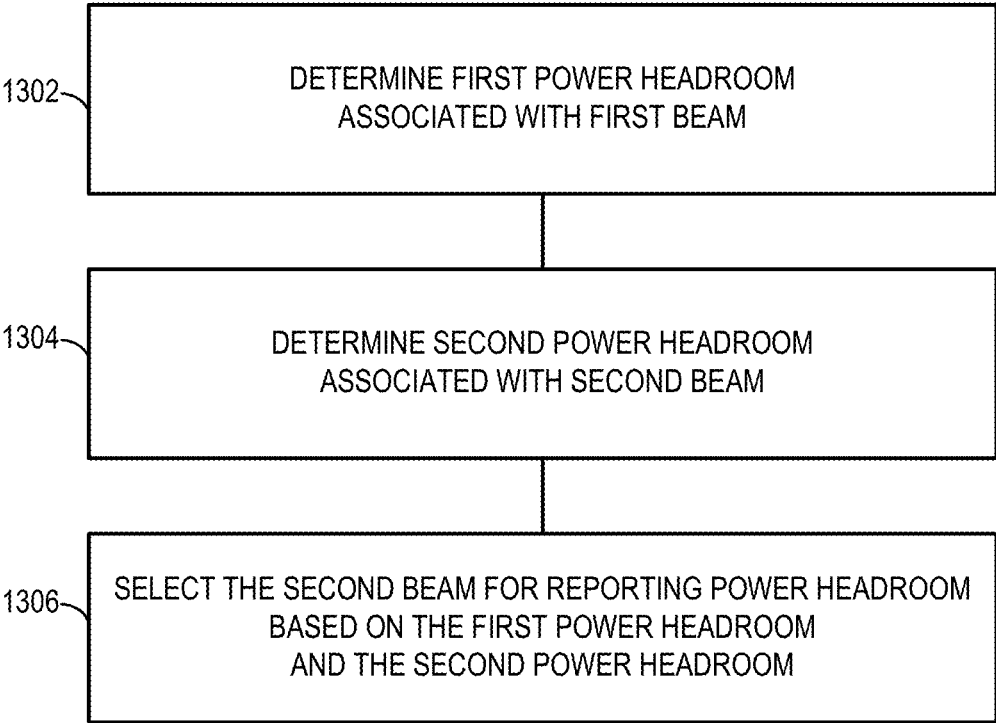 1302
DETERMINE FIRST POWER HEADROOM
ASSOCIATED WITH FIRST BEAM
1304
DETERMINE SECOND POWER HEADROOM
ASSOCIATED WITH SECOND BEAM
1306
SELECT THE SECOND BEAM FOR REPORTING POWER HEADROOM
BASED ON THE FIRST POWER HEADROOM
AND THE SECOND POWER HEADROOM